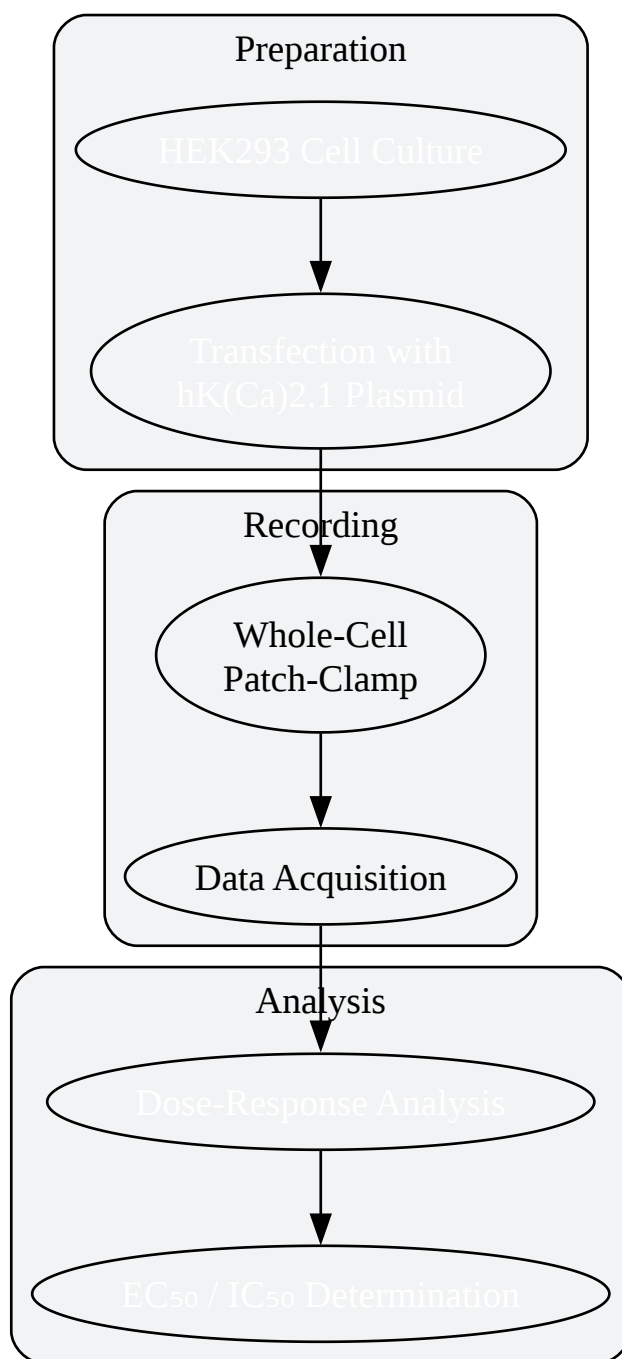 Preparation
HEK293 Cell Culture
Transfection with
hK(Ca)2.1 Plasmid
Recording
Whole-Cell
Patch-Clamp
Data Acquisition
Analysis
Dose-Response Analysis
EC₅₀ / IC₅₀ Determination